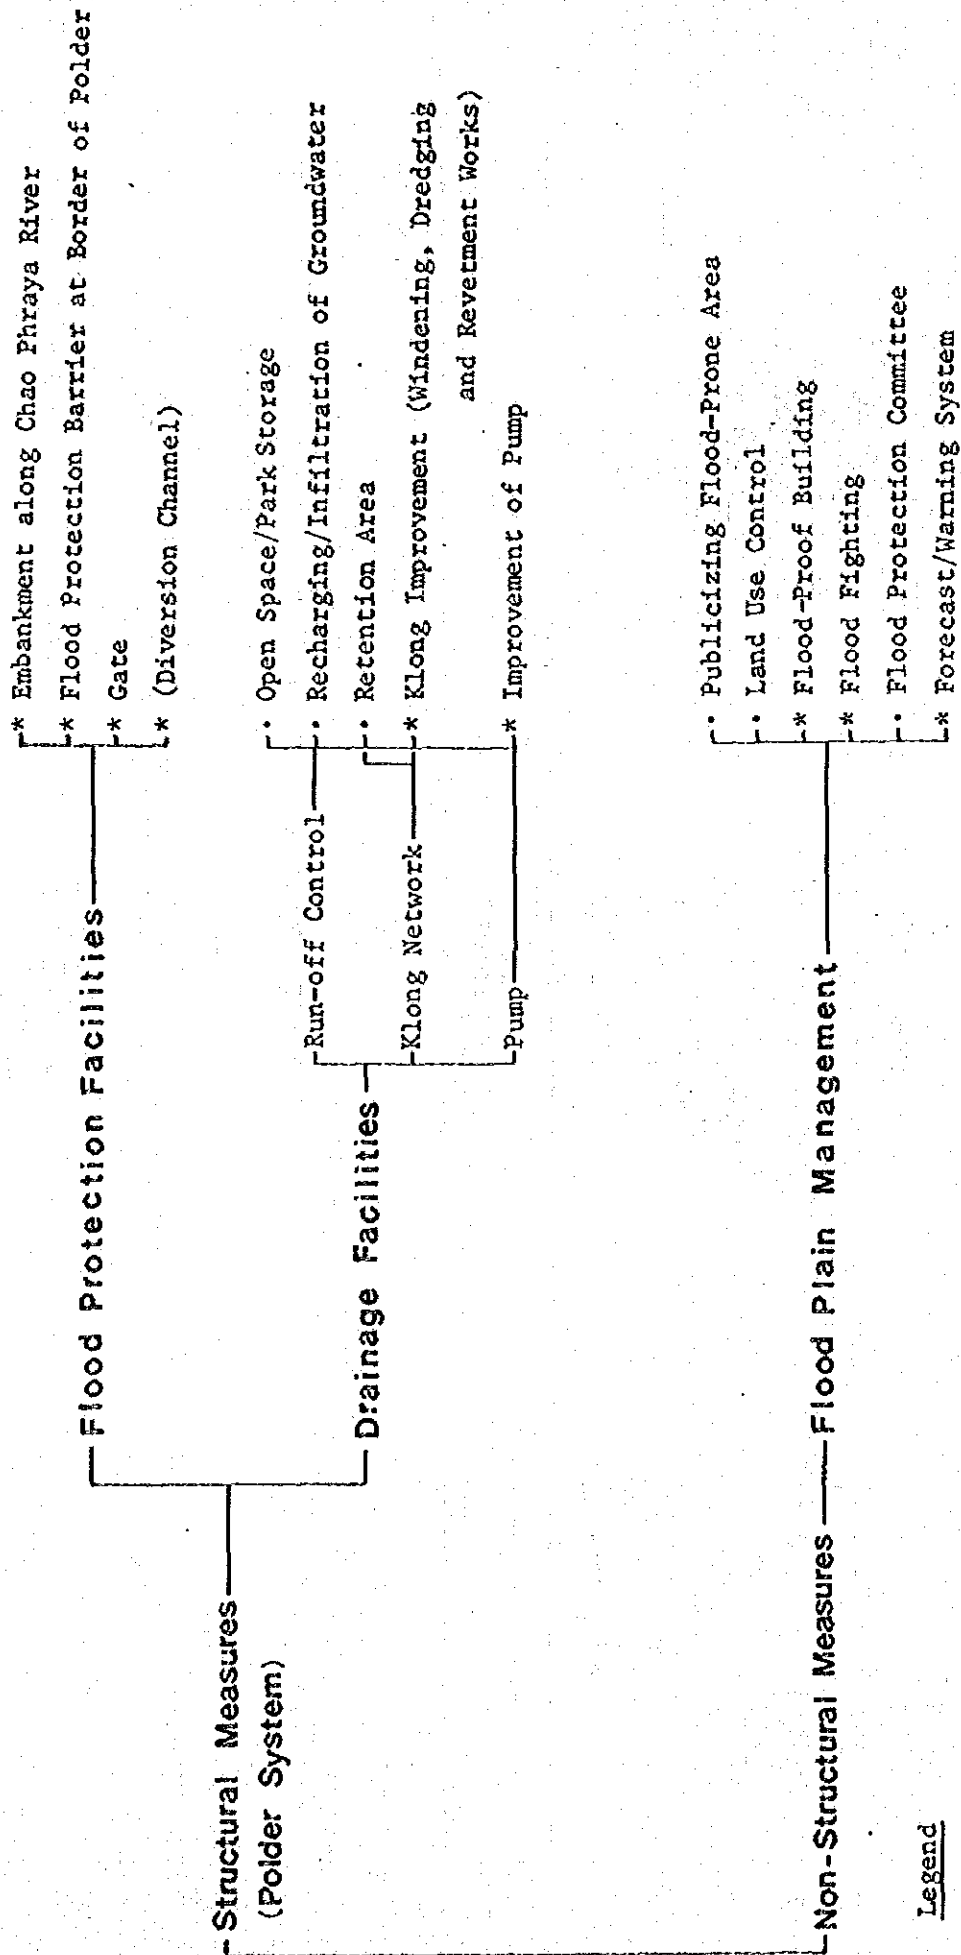 Structural Measures
(Polder System)
Flood Protection Facilities
* Embankment along Chao Phraya River
* Flood Protection Barrier at Border of Polder
* Gate
* (Diversion Channel)
Drainage Facilities
Run-off Control
• Open Space/Park Storage
• Recharging/Infiltration of Groundwater
• Retention Area
Klong Network
* Klong Improvement (Windening, Dredging
and Revetment Works)
Pump
* Improvement of Pump
Non-Structural Measures
Flood Plain Management
• Publicizing Flood-Prone Area
• Land Use Control
* Flood-Proof Building
* Flood Fighting
• Flood Protection Committee
* Forecast/Warning System
Legend